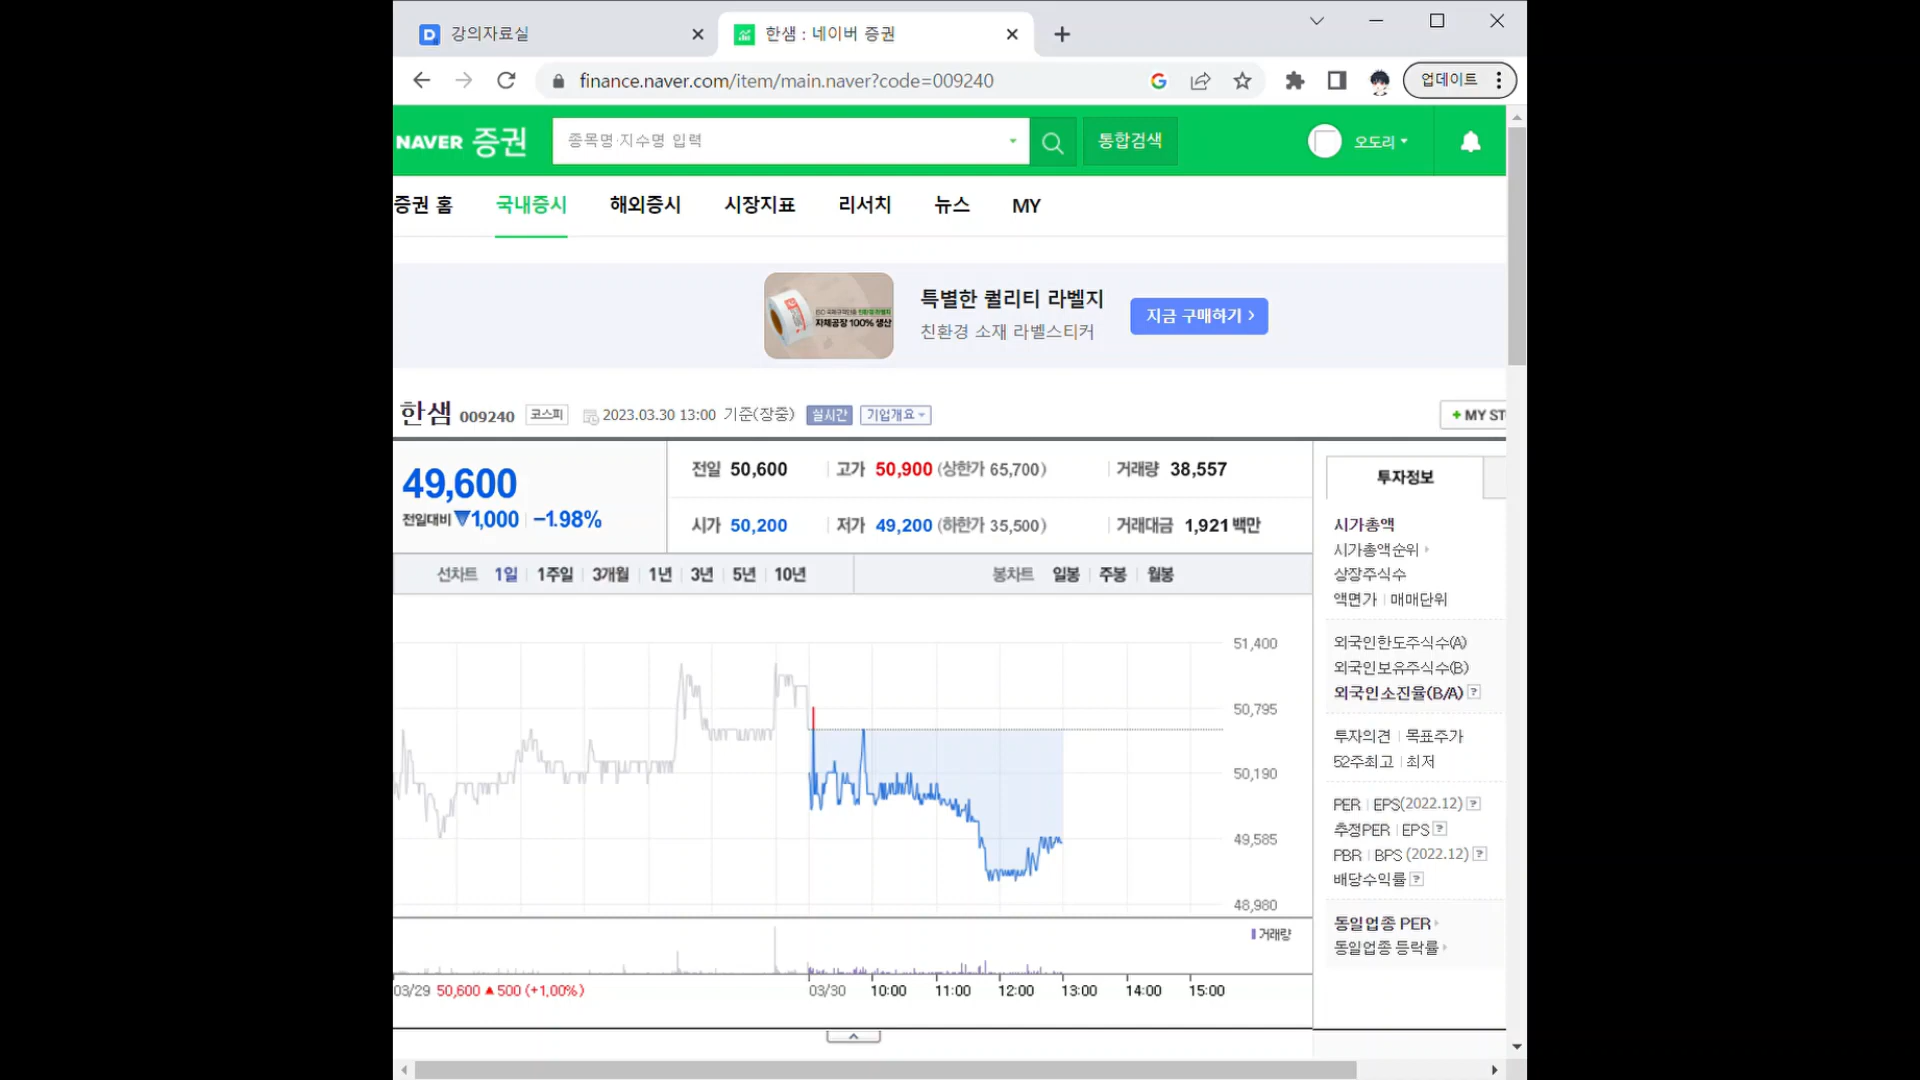 강의자료실
한샘 : 네이버 증권
finance.naver.com/item/main.naver?code=009240
업데이트
NAVER 증권
종목명·지수명 입력
통합검색
오도리
증권 홈 국내증시 해외증시 시장지표 리서치 뉴스 MY
자체공장 100% 생산
특별한 퀄리티 라벨지
친환경 소재 라벨스티커
지금 구매하기
한샘 009240 코스피 2023.03.30 13:00 기준(장중) 실시간 기업개요
+ MY ST
49,600
전일대비 ▼1,000 -1.98%
전일 50,600 고가 50,900 (상한가 65,700) 거래량 38,557
시가 50,200 저가 49,200 (하한가 35,500) 거래대금 1,921 백만
선차트 1일 1주일 3개월 1년 3년 5년 10년
봉차트 일봉 주봉 월봉
51,400
50,795
50,190
49,585
48,980
거래량
03/29 50,600 ▲500 (+1,00%)
03/30 10:00 11:00 12:00 13:00 14:00 15:00
투자정보
시가총액
시가총액순위
상장주식수
액면가 매매단위
외국인한도주식수(A)
외국인보유주식수(B)
외국인소진율(B/A) ?
투자의견 목표주가
52주최고 최저
PER EPS(2022.12) ?
추정PER EPS ?
PBR BPS (2022.12) ?
배당수익률 ?
동일업종 PER
동일업종 등락률